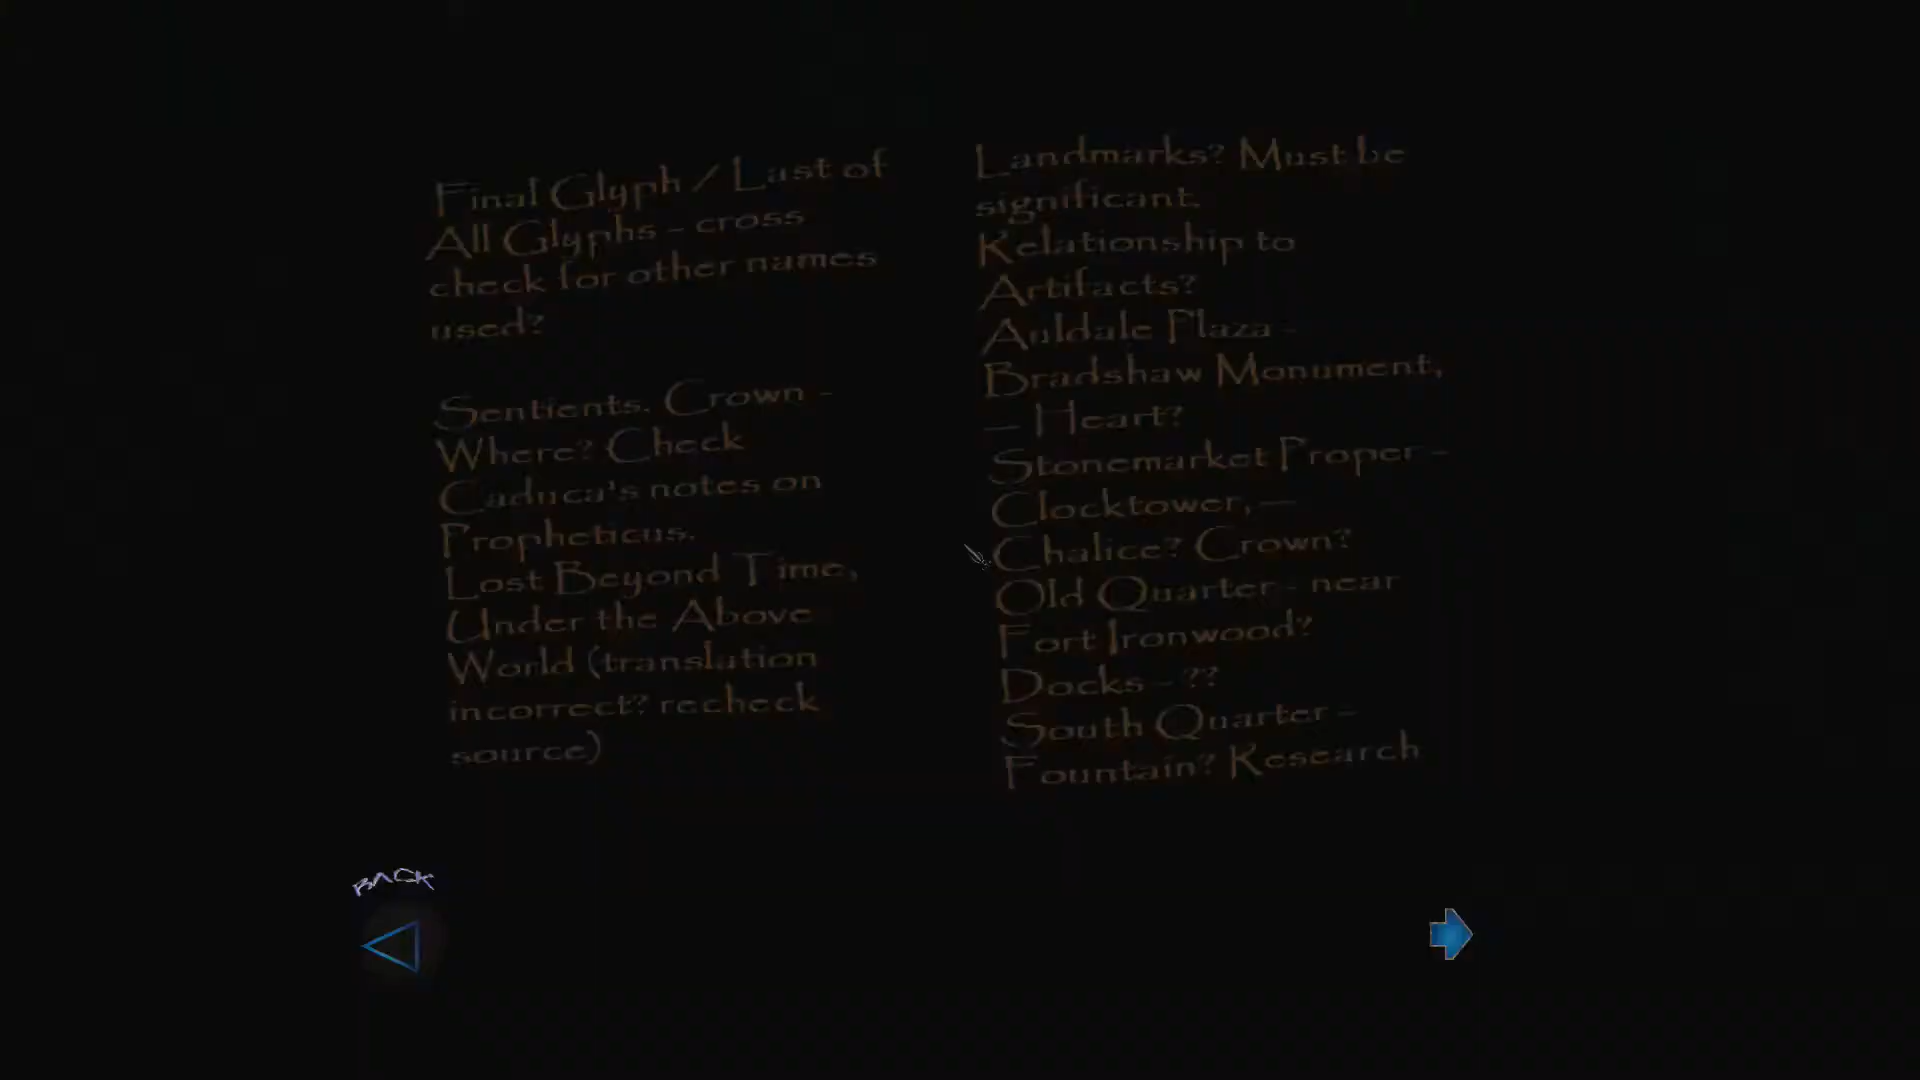 Final Glyph / Last of
All Glyphs - cross
check for other names
used?
Sentients. Crown -
Where? Check
Caduca's notes on
Propheticus.
Lost Beyond Time,
Under the Above
World (translation
incorrect? recheck
source)
Landmarks? Must be
significant.
Relationship to
Artifacts?
Auldale Plaza -
Bradshaw Monument,
— Heart?
Stonemarket Proper -
Clocktower, —
Chalice? Crown?
Old Quarter - near
Fort Ironwood?
Docks - ??
South Quarter -
Fountain? Research
BACK